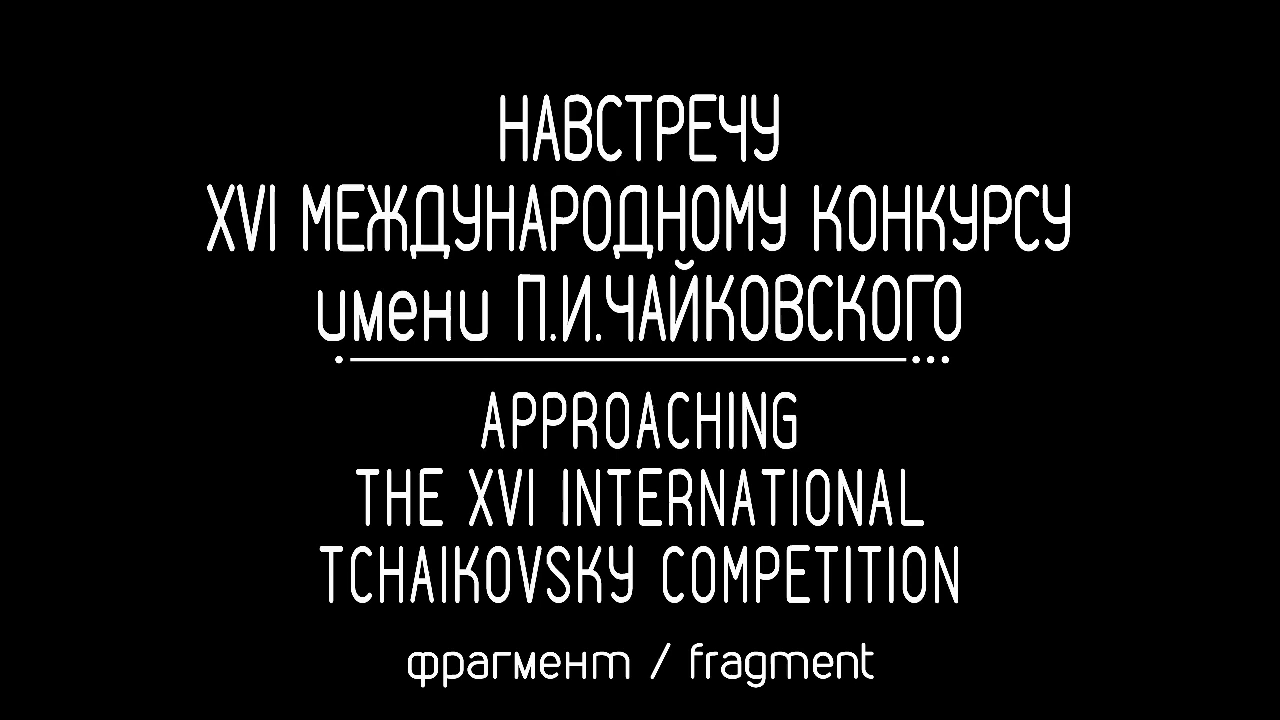 НАВСТРЕЧУ
XVI МЕЖДУНАРОДНОМУ КОНКУРСУ
имени П.И.ЧАЙКОВСКОГО
APPROACHING
THE XVI INTERNATIONAL
TCHAIKOVSKY COMPETITION
фрагмент / fragment